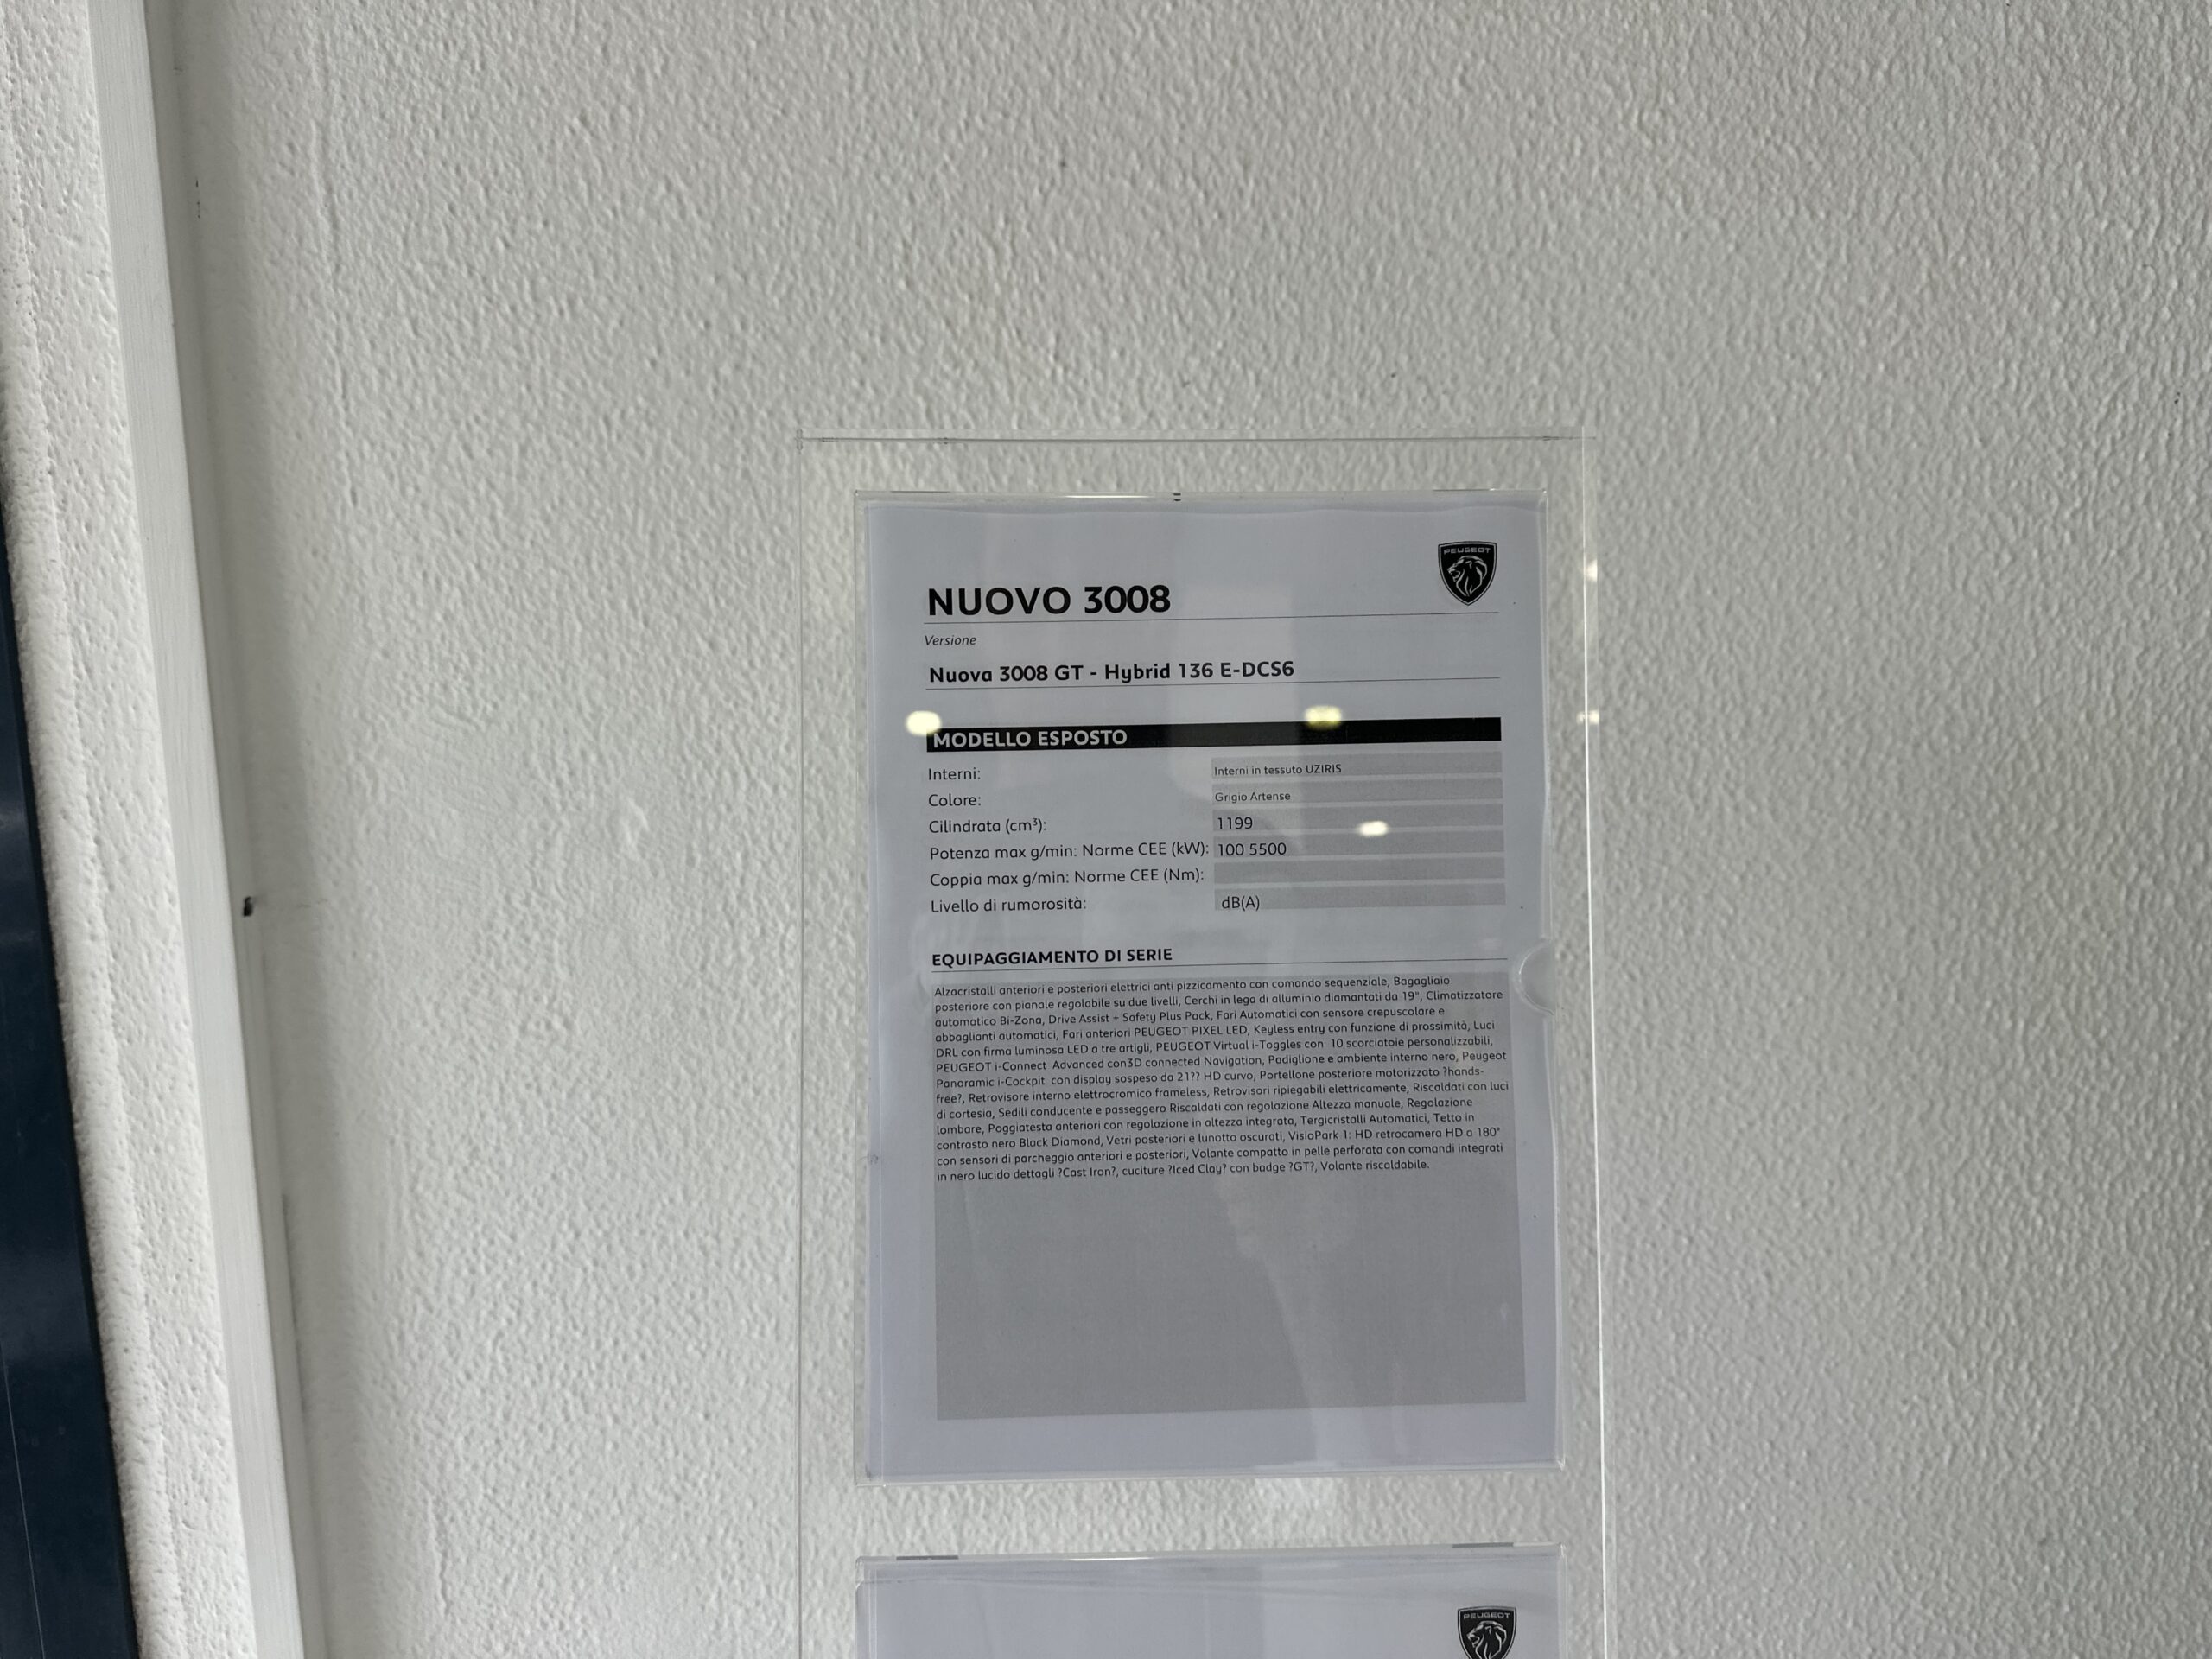 PEUGEOT
NUOVO 3008
Versione
Nuova 3008 GT - Hybrid 136 E-DCS6
MODELLO ESPOSTO
Interni: Interni in tessuto UZIRIS
Colore: Grigio Artense
Cilindrata (cm³): 1199
Potenza max g/min: Norme CEE (kW): 100 5500
Coppia max g/min: Norme CEE (Nm):
Livello di rumorosità: dB(A)
EQUIPAGGIAMENTO DI SERIE
Alzacristalli anteriori e posteriori elettrici anti pizzicamento con comando sequenziale, Bagagliaio
posteriore con pianale regolabile su due livelli, Cerchi in lega di alluminio diamantati da 19", Climatizzatore
automatico Bi-Zona, Drive Assist + Safety Plus Pack, Fari Automatici con sensore crepuscolare e
abbaglianti automatici, Fari anteriori PEUGEOT PIXEL LED, Keyless entry con funzione di prossimità, Luci
DRL con firma luminosa LED a tre artigli, PEUGEOT Virtual i-Toggles con 10 scorciatoie personalizzabili,
PEUGEOT i-Connect Advanced con3D connected Navigation, Padiglione e ambiente interno nero, Peugeot
Panoramic i-Cockpit con display sospeso da 21?? HD curvo, Portellone posteriore motorizzato ?hands-
free?, Retrovisore interno elettrocromico frameless, Retrovisori ripiegabili elettricamente, Riscaldati con luci
di cortesia, Sedili conducente e passeggero Riscaldati con regolazione Altezza manuale, Regolazione
lombare, Poggiatesta anteriori con regolazione in altezza integrata, Tergicristalli Automatici, Tetto in
contrasto nero Black Diamond, Vetri posteriori e lunotto oscurati, VisioPark 1: HD retrocamera HD a 180°
con sensori di parcheggio anteriori e posteriori, Volante compatto in pelle perforata con comandi integrati
in nero lucido dettagli ?Cast Iron?, cuciture ?Iced Clay? con badge ?GT?, Volante riscaldabile.
PEUGEOT